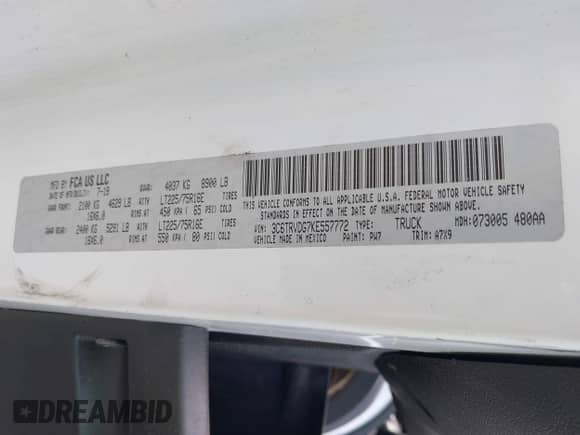 MFD BY FCA US LLC
DATE OF MFR 7-19 GVWR: 4037 KG 8900 LB
GAWR FRONT: 2100 KG 4629 LB WITH LT225/75R16E TIRES
16X6.0 RIMS AT 450 KPA ( 65 PSI) COLD
GAWR REAR: 2400 KG 5291 LB WITH LT225/75R16E TIRES
16X6.0 RIMS AT 550 KPA ( 80 PSI) COLD
THIS VEHICLE CONFORMS TO ALL APPLICABLE U.S.A. FEDERAL MOTOR VEHICLE SAFETY
STANDARDS IN EFFECT ON THE DATE OF MANUFACTURE SHOWN ABOVE.
VIN: 3C6TRVDG7KE557772 TYPE: TRUCK MDH: 073005 480AA
VEHICLE MADE IN MEXICO PAINT: PW7 TRIM: A7X9
DREAMBID